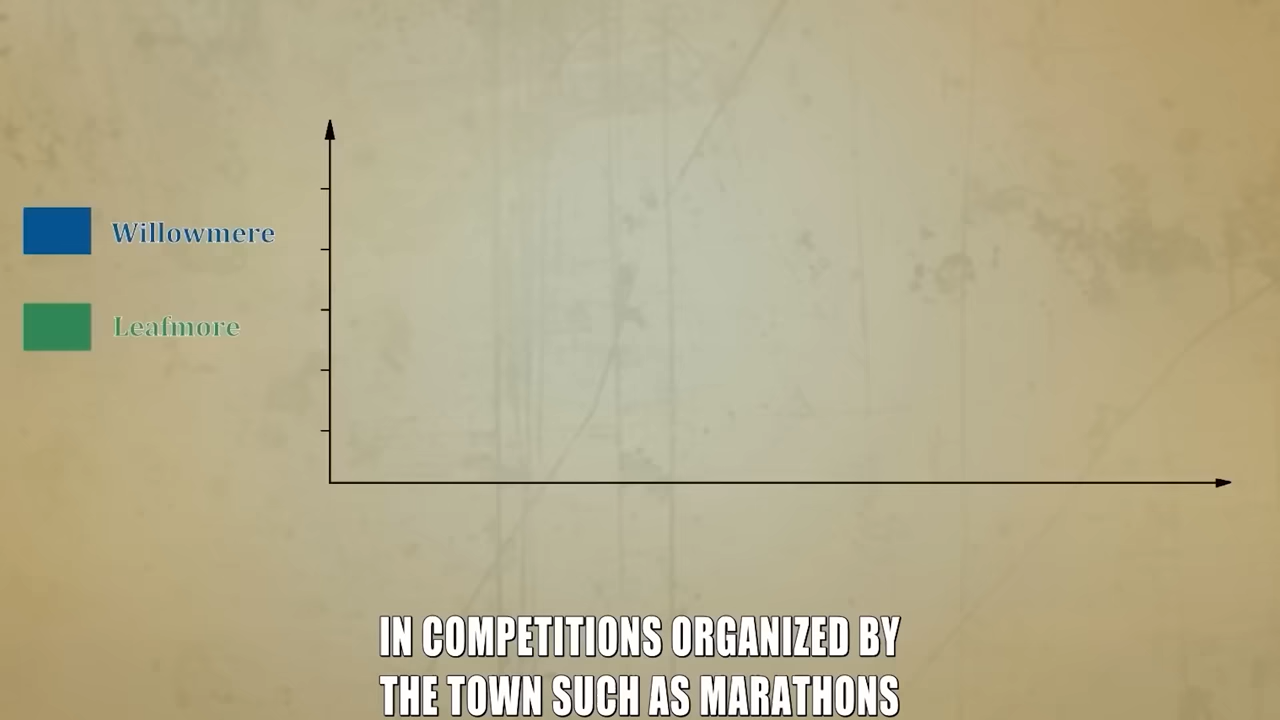 Willowmere
Leafmore
IN COMPETITIONS ORGANIZED BY
THE TOWN SUCH AS MARATHONS